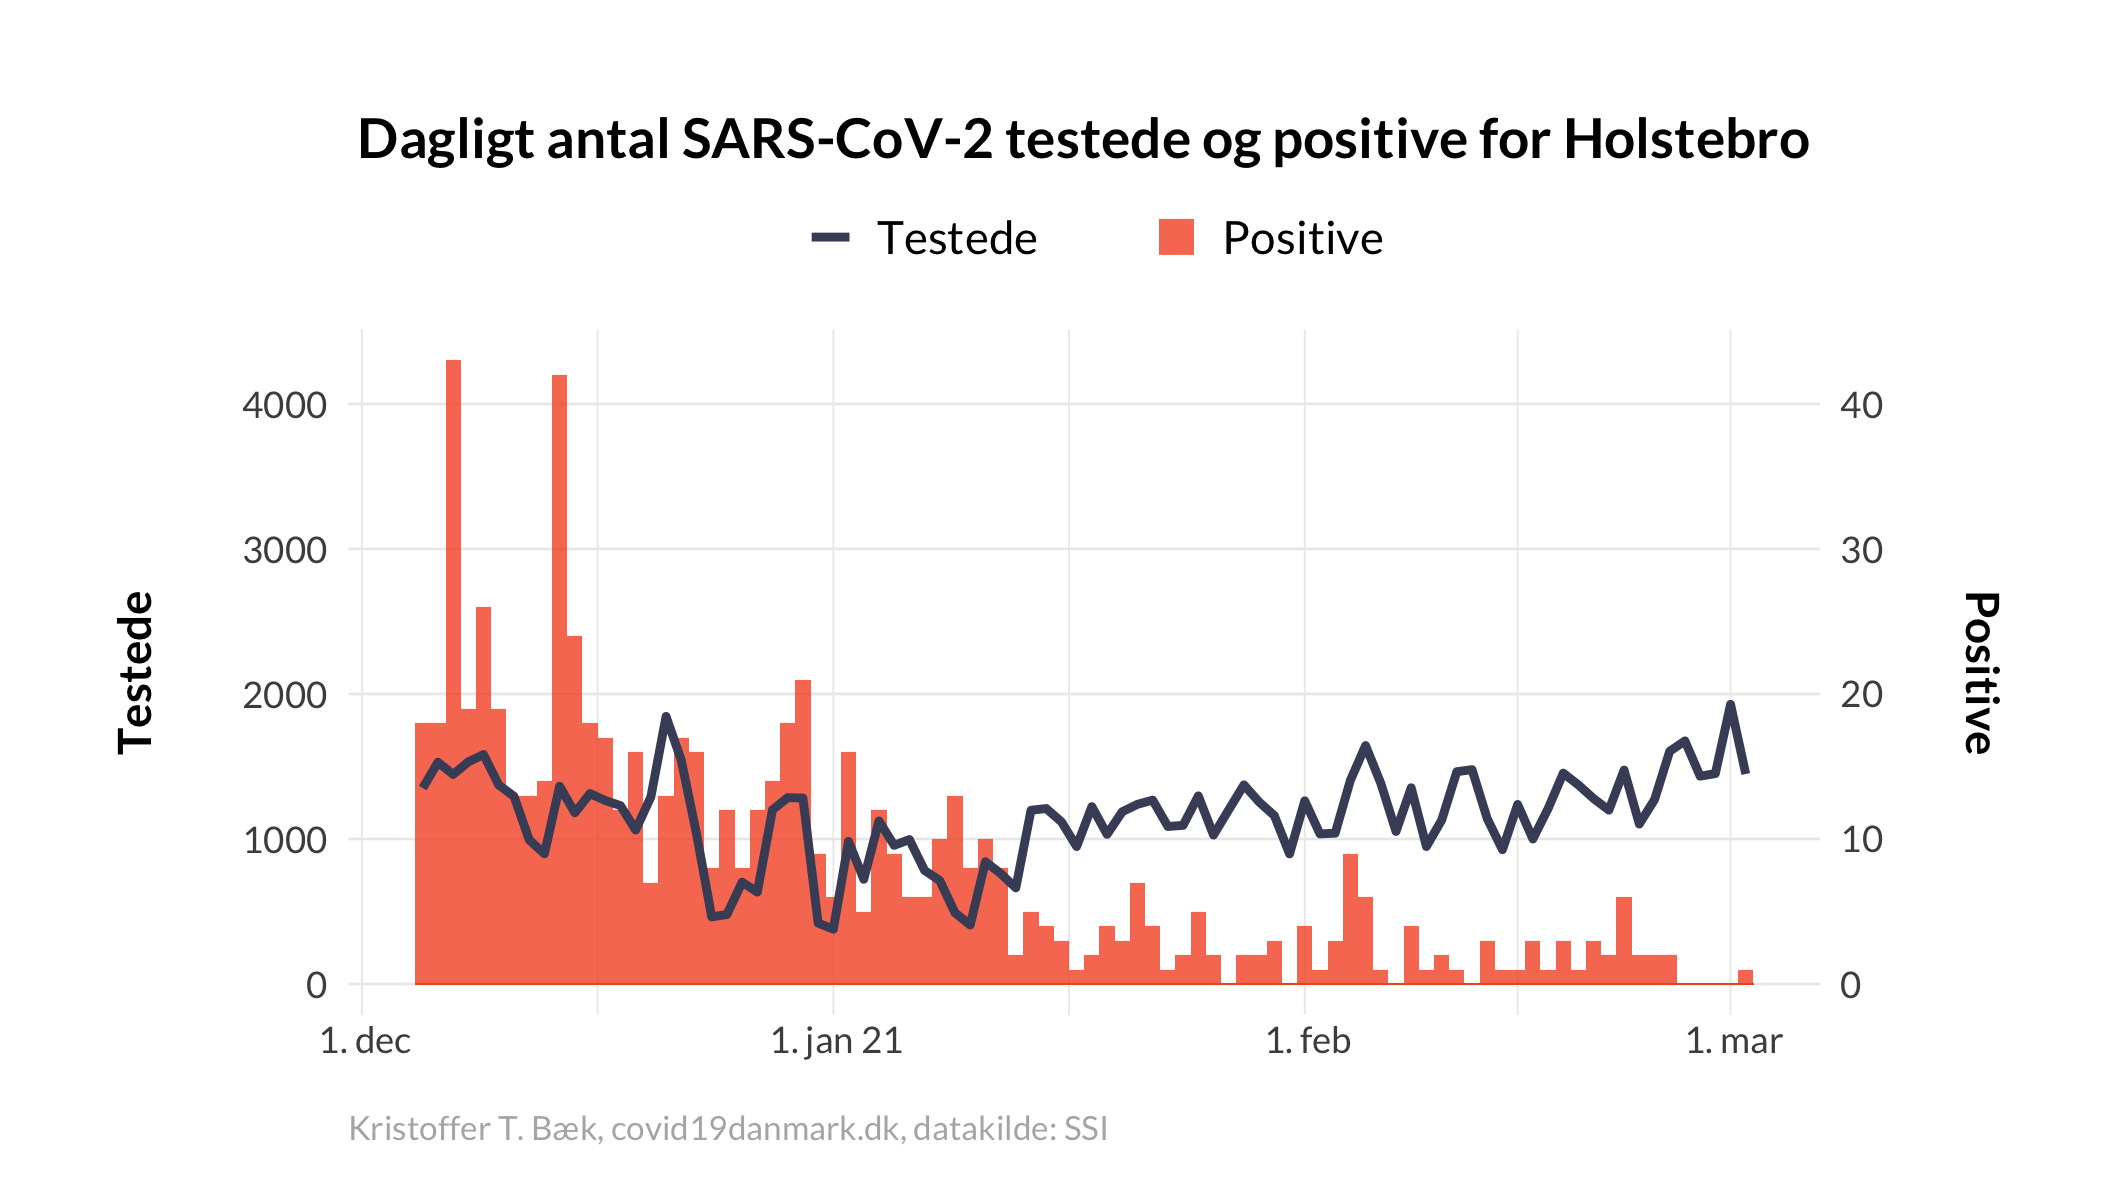 Dagligt antal SARS-CoV-2 testede og positive for Holstebro
Testede
Positive
4000
3000
2000
1000
0
40
30
20
10
0
Testede
Positive
1. dec
1. jan 21
1. feb
1. mar
Kristoffer T. Bæk, covid19danmark.dk, datakilde: SSI